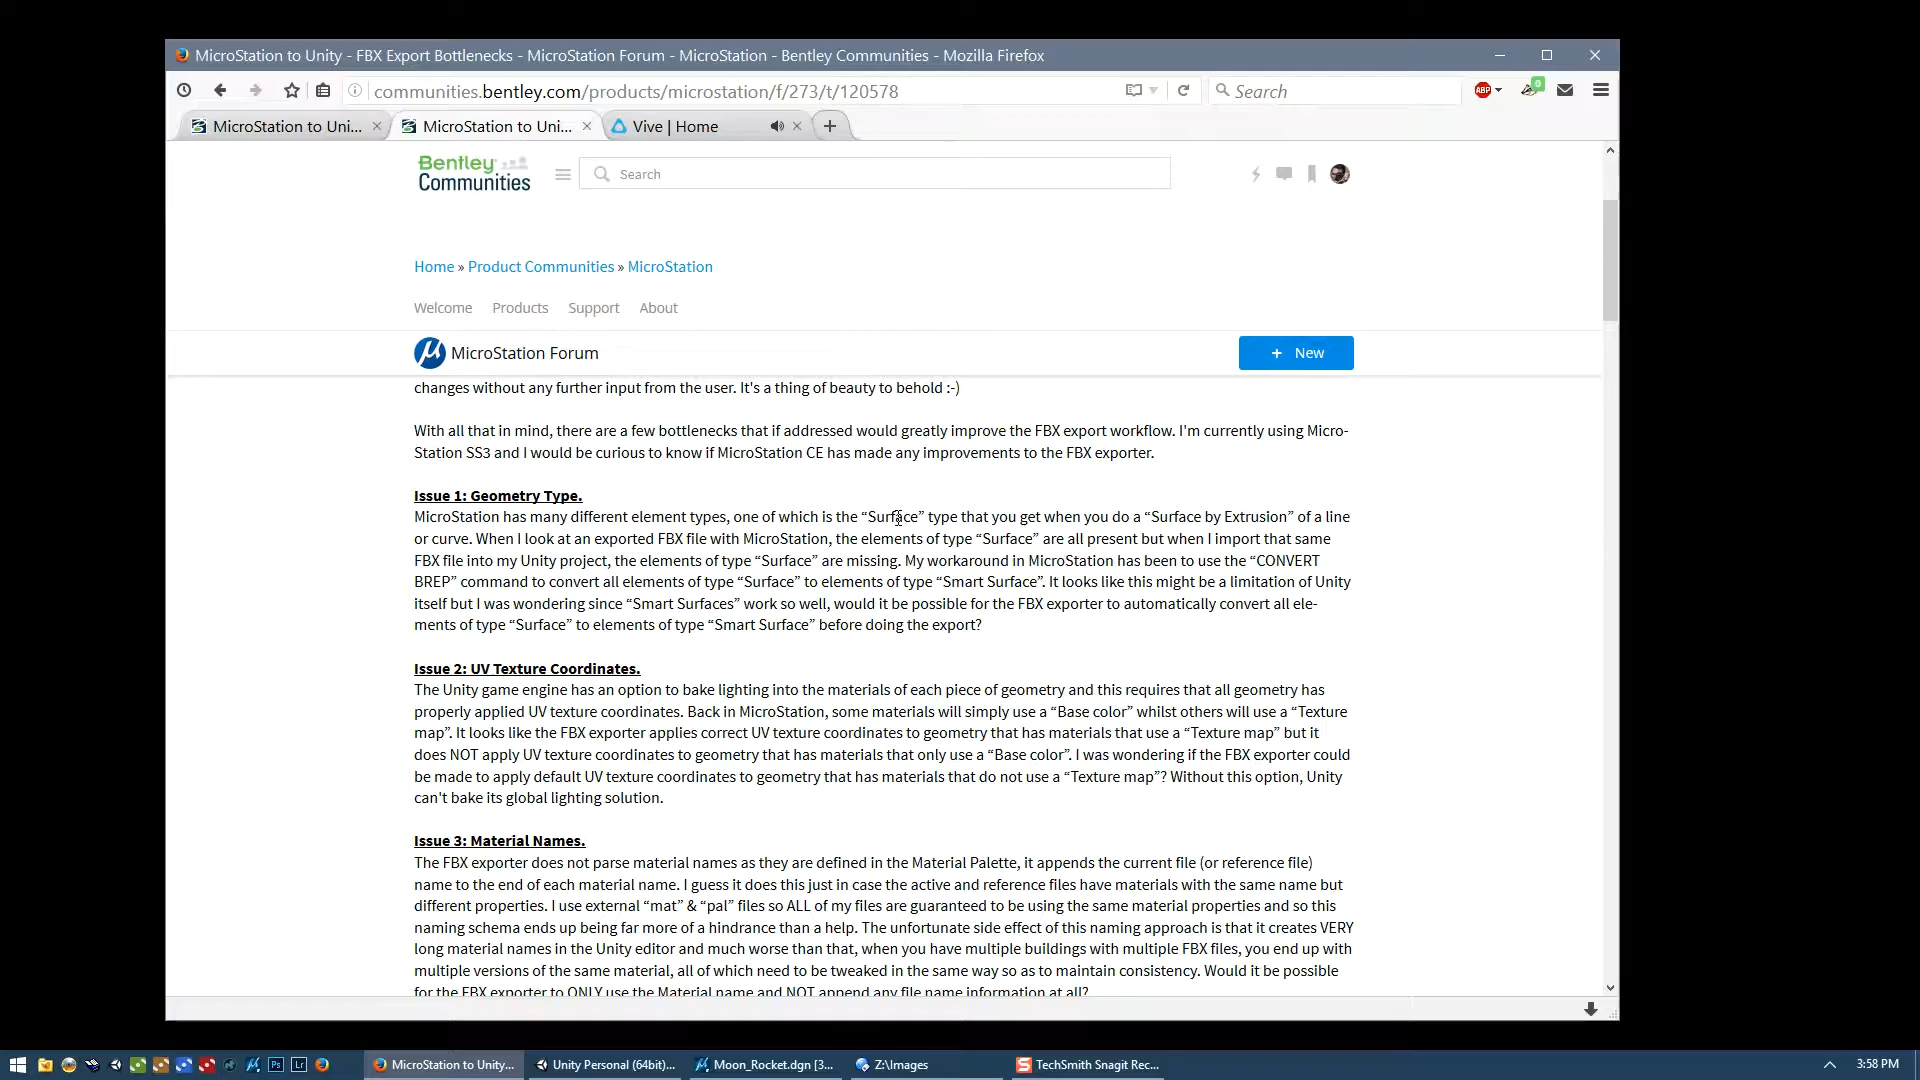 MicroStation to Unity - FBX Export Bottlenecks - MicroStation Forum - MicroStation - Bentley Communities - Mozilla Firefox
communities.bentley.com/products/microstation/f/273/t/120578
Search
ABP
0
MicroStation to Uni...
MicroStation to Uni...
Vive | Home
Bentley
Communities
Search
Home » Product Communities » MicroStation
Welcome Products Support About
MicroStation Forum
+ New
changes without any further input from the user. It's a thing of beauty to behold :-)
With all that in mind, there are a few bottlenecks that if addressed would greatly improve the FBX export workflow. I'm currently using Micro-
Station SS3 and I would be curious to know if MicroStation CE has made any improvements to the FBX exporter.
Issue 1: Geometry Type.
MicroStation has many different element types, one of which is the “Surface” type that you get when you do a “Surface by Extrusion” of a line
or curve. When I look at an exported FBX file with MicroStation, the elements of type “Surface” are all present but when I import that same
FBX file into my Unity project, the elements of type “Surface” are missing. My workaround in MicroStation has been to use the “CONVERT
BREP” command to convert all elements of type “Surface” to elements of type “Smart Surface”. It looks like this might be a limitation of Unity
itself but I was wondering since “Smart Surfaces” work so well, would it be possible for the FBX exporter to automatically convert all ele-
ments of type “Surface” to elements of type “Smart Surface” before doing the export?
Issue 2: UV Texture Coordinates.
The Unity game engine has an option to bake lighting into the materials of each piece of geometry and this requires that all geometry has
properly applied UV texture coordinates. Back in MicroStation, some materials will simply use a “Base color” whilst others will use a “Texture
map”. It looks like the FBX exporter applies correct UV texture coordinates to geometry that has materials that use a “Texture map” but it
does NOT apply UV texture coordinates to geometry that has materials that only use a “Base color”. I was wondering if the FBX exporter could
be made to apply default UV texture coordinates to geometry that has materials that do not use a “Texture map”? Without this option, Unity
can't bake its global lighting solution.
Issue 3: Material Names.
The FBX exporter does not parse material names as they are defined in the Material Palette, it appends the current file (or reference file)
name to the end of each material name. I guess it does this just in case the active and reference files have materials with the same name but
different properties. I use external “mat” & “pal” files so ALL of my files are guaranteed to be using the same material properties and so this
naming schema ends up being far more of a hindrance than a help. The unfortunate side effect of this naming approach is that it creates VERY
long material names in the Unity editor and much worse than that, when you have multiple buildings with multiple FBX files, you end up with
multiple versions of the same material, all of which need to be tweaked in the same way so as to maintain consistency. Would it be possible
for the FBX exporter to ONLY use the Material name and NOT append any file name information at all?
Ps
Lr
MicroStation to Unity...
Unity Personal (64bit)...
Moon_Rocket.dgn [3...
Z:\Images
TechSmith Snagit Rec...
3:58 PM